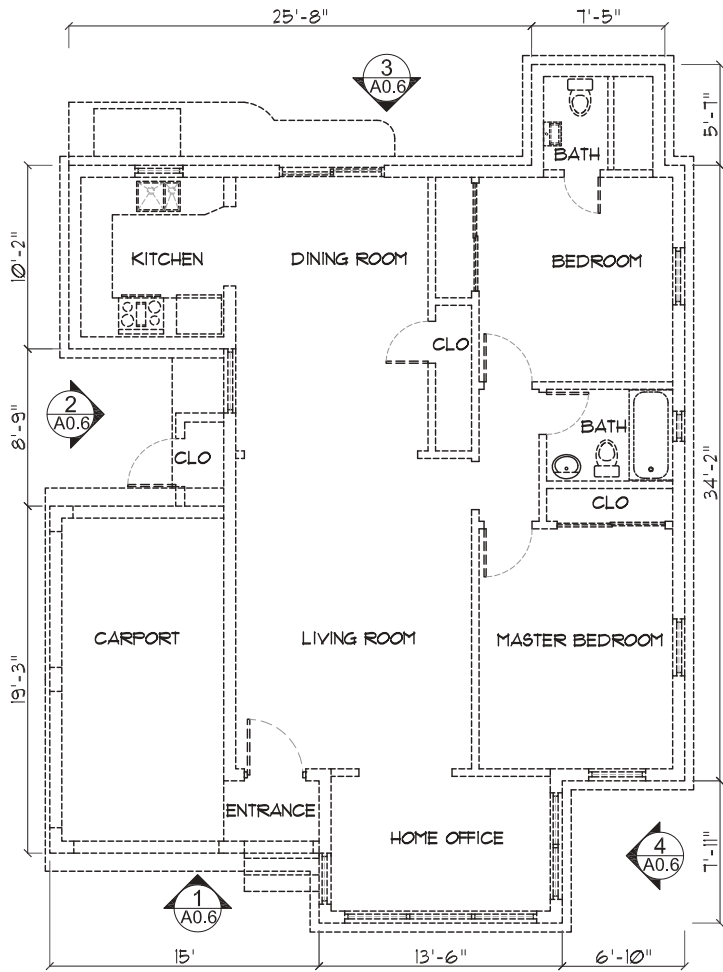 25'-8"
7'-5"
3
A0.6
5'-7"
BATH
10'-2"
KITCHEN
DINING ROOM
BEDROOM
CLO
2
A0.6
8'-9"
BATH
CLO
34'-2"
CLO
CARPORT
LIVING ROOM
MASTER BEDROOM
19'-3"
ENTRANCE
HOME OFFICE
4
A0.6
7'-11"
1
A0.6
15'
13'-6"
6'-10"